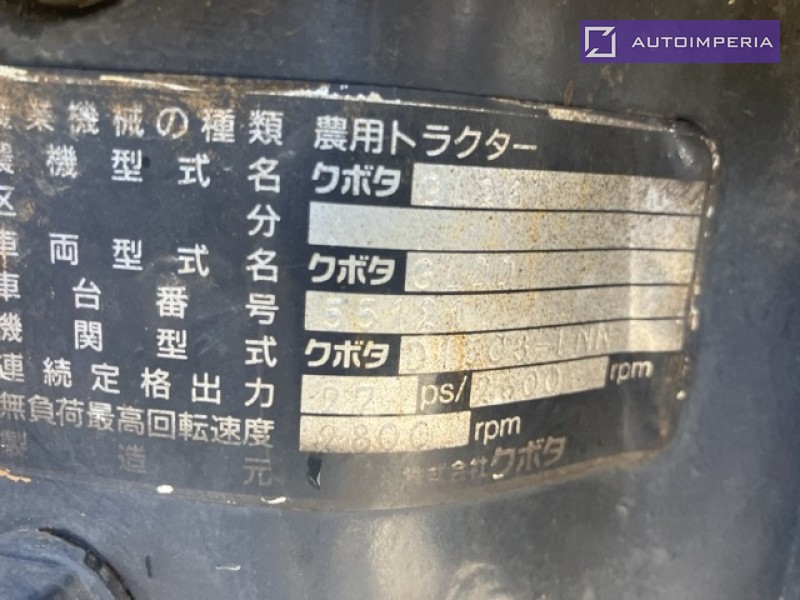 AUTOIMPERIA
業機械の種類 農用トラクター
農機型式名 クボタ
区分
車両型式名 クボタ
車台番号
機関型式 クボタ
連続定格出力 22 ps/ rpm
無負荷最高回転速度 2800 rpm
製造元 株式会社クボタ